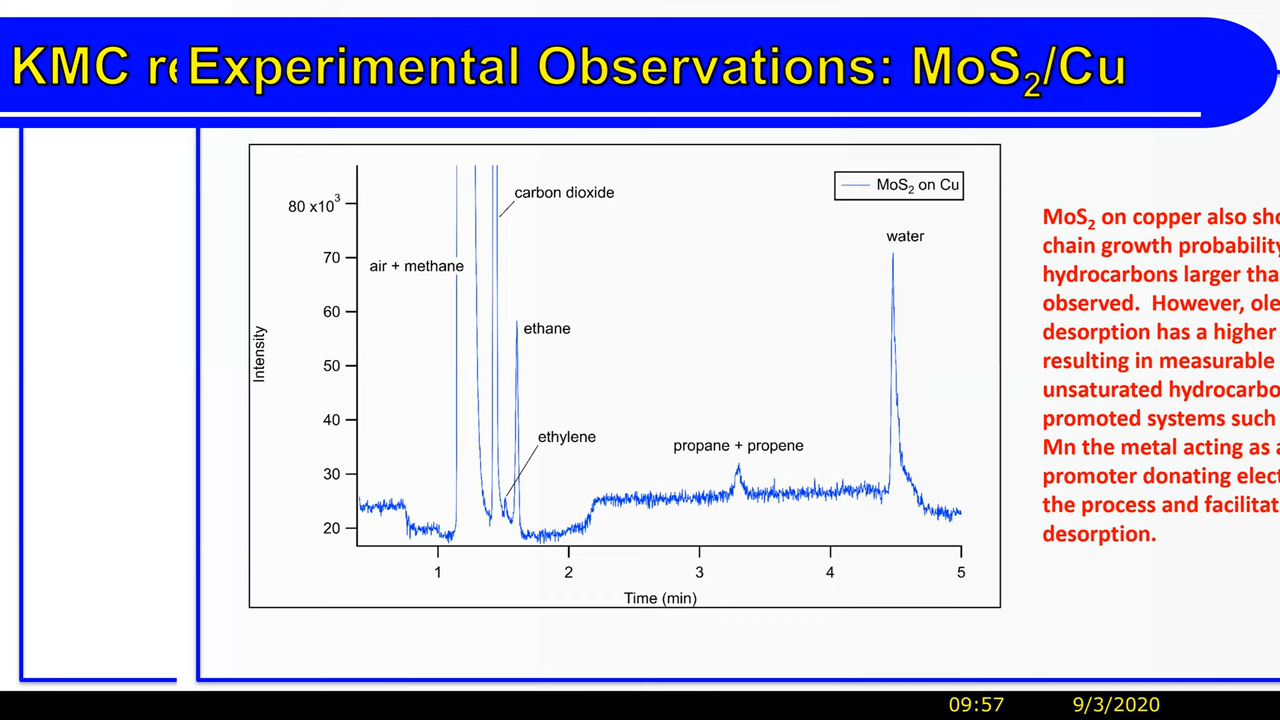 KMC re
Experimental Observations: MoS₂/Cu
80 x10³
70
60
50
40
30
20
Intensity
air + methane
carbon dioxide
ethane
ethylene
propane + propene
water
MoS₂ on Cu
1 2 3 4 5
Time (min)
MoS₂ on copper also sho
chain growth probability
hydrocarbons larger tha
observed. However, ole
desorption has a higher
resulting in measurable
unsaturated hydrocarbo
promoted systems such
Mn the metal acting as a
promoter donating elect
the process and facilitat
desorption.
09:57 9/3/2020